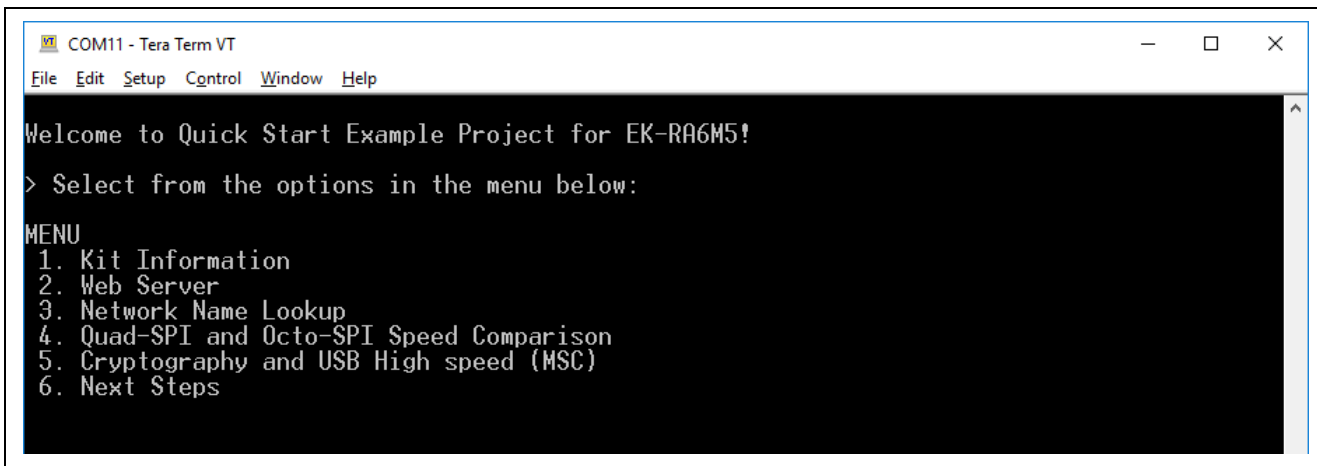 COM11 - Tera Term VT
File Edit Setup Control Window Help
Welcome to Quick Start Example Project for EK-RA6M5!
> Select from the options in the menu below:
MENU
1. Kit Information
2. Web Server
3. Network Name Lookup
4. Quad-SPI and Octo-SPI Speed Comparison
5. Cryptography and USB High speed (MSC)
6. Next Steps